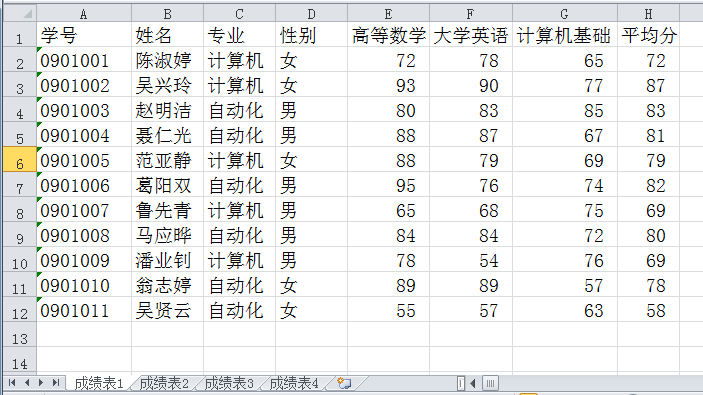 A B C D E F G H
1 学号 姓名 专业 性别 高等数学 大学英语 计算机基础 平均分
2 0901001 陈淑婷 计算机 女 72 78 65 72
3 0901002 吴兴玲 计算机 女 93 90 77 87
4 0901003 赵明洁 自动化 男 80 83 85 83
5 0901004 聂仁光 自动化 男 88 87 67 81
6 0901005 范亚静 计算机 女 88 79 69 79
7 0901006 葛阳双 自动化 男 95 76 74 82
8 0901007 鲁先青 计算机 男 65 68 75 69
9 0901008 马应晔 自动化 男 84 84 72 80
10 0901009 潘业钊 计算机 男 78 54 76 69
11 0901010 翁志婷 自动化 女 89 89 57 78
12 0901011 吴贤云 自动化 女 55 57 63 58
13
14
成绩表1 成绩表2 成绩表3 成绩表4